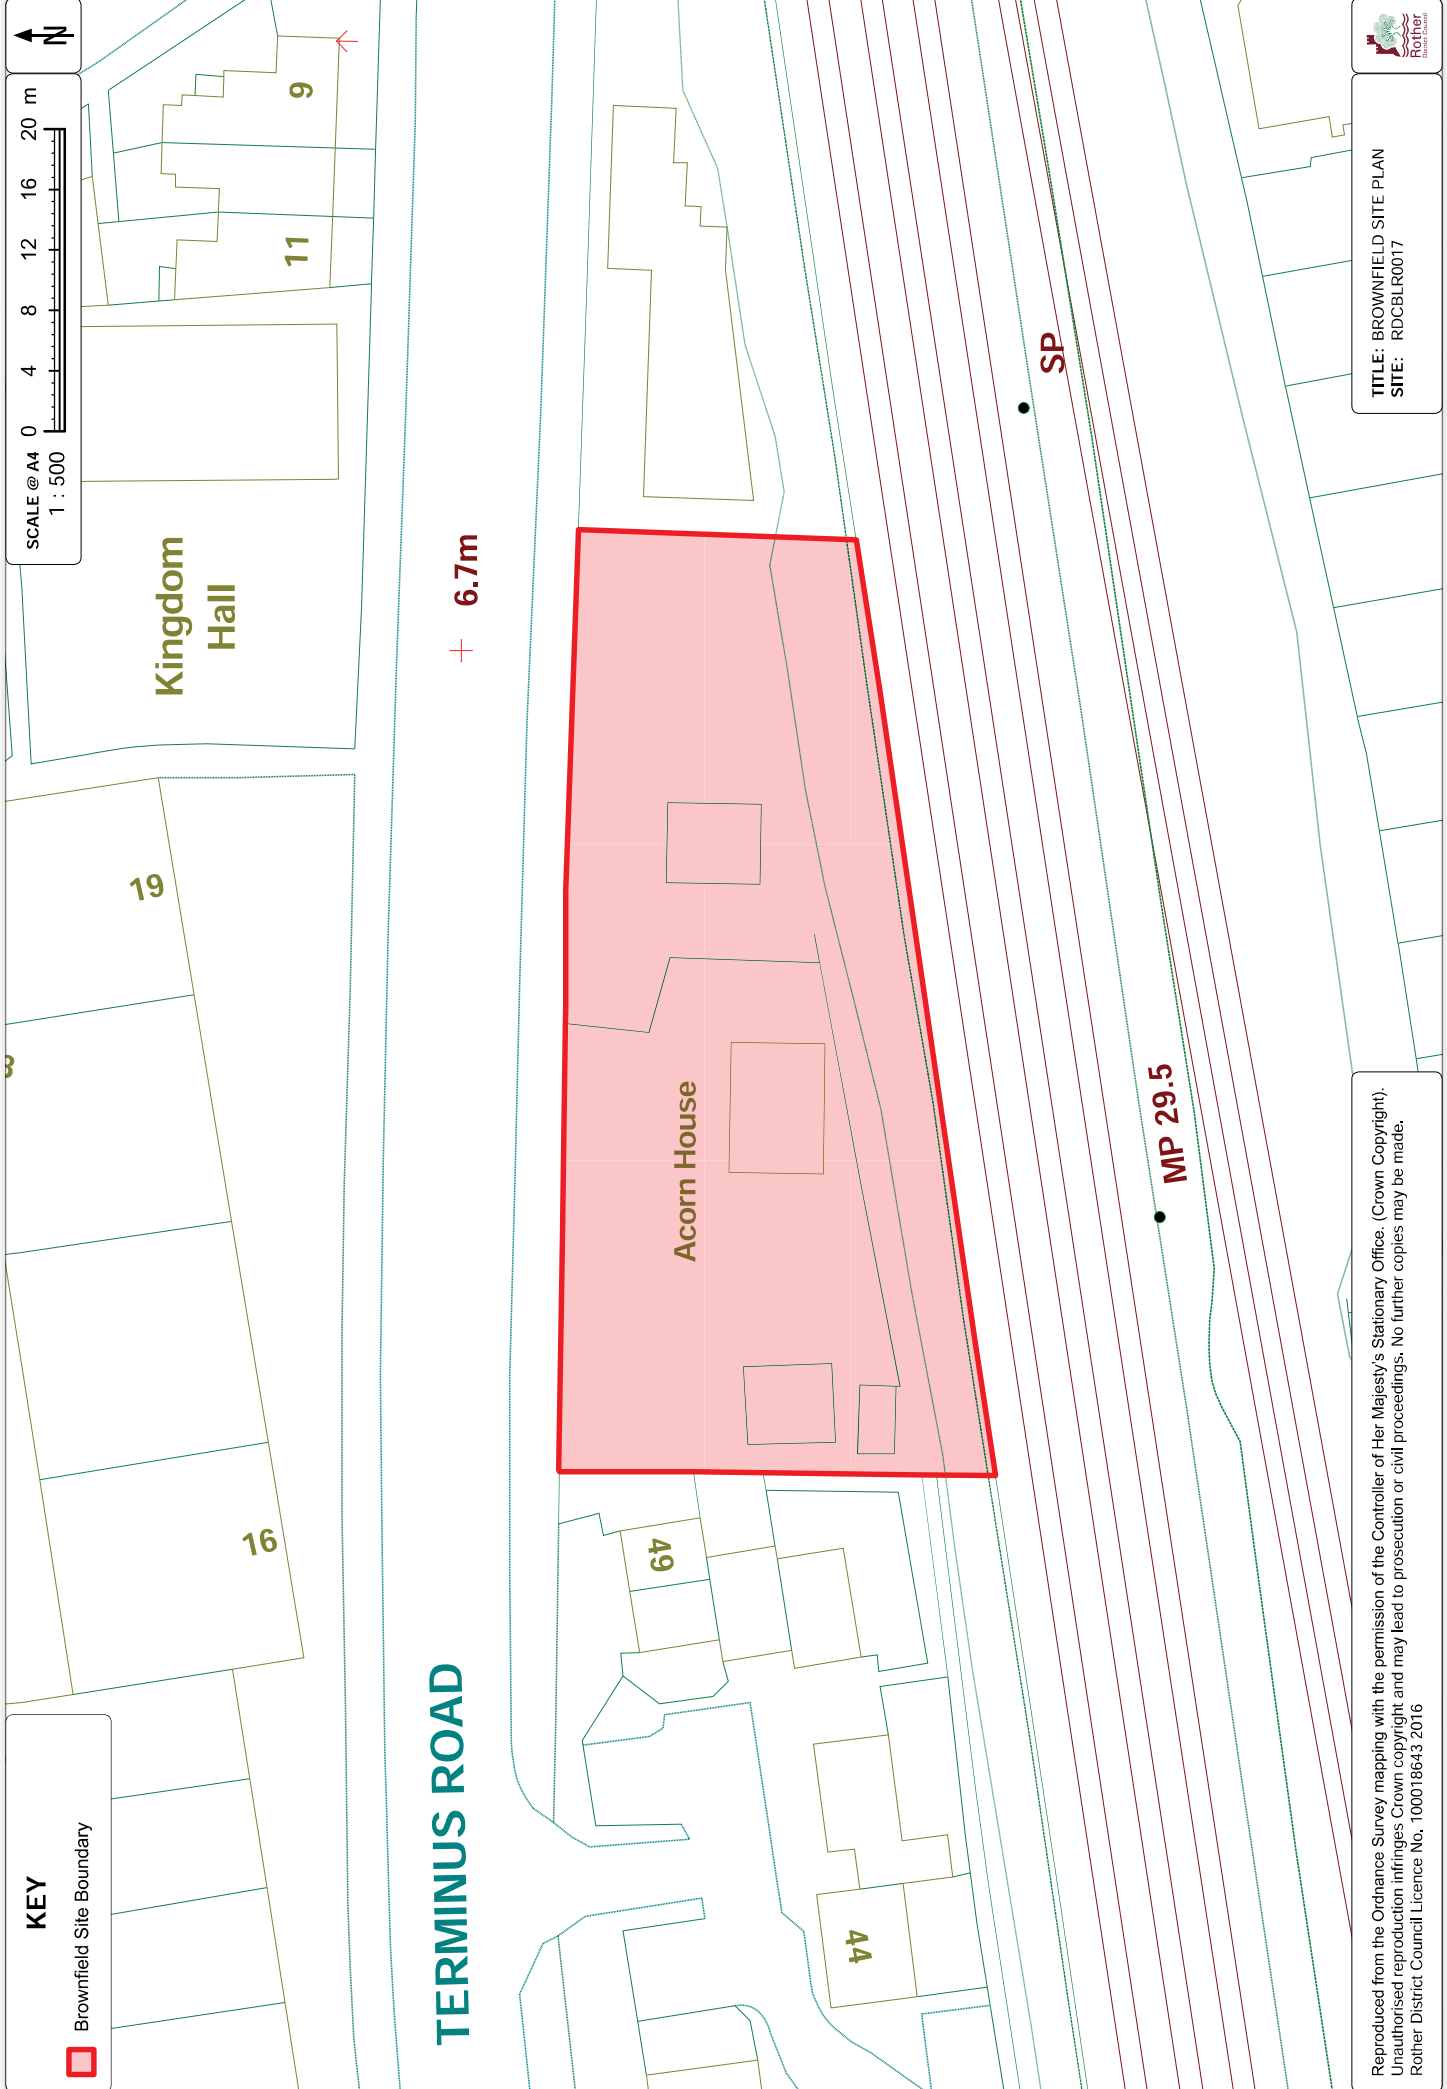 KEY
Brownfield Site Boundary
SCALE @ A4
1 : 500
0 4 8 12 16 20 m
N
Kingdom
Hall
9
11
19
16
6.7m
TERMINUS ROAD
Acorn House
49
44
SP
MP 29.5
Reproduced from the Ordnance Survey mapping with the permission of the Controller of Her Majesty's Stationary Office. (Crown Copyright).
Unauthorised reproduction infringes Crown copyright and may lead to prosecution or civil proceedings. No further copies may be made.
Rother District Council Licence No. 100018643 2016
TITLE: BROWNFIELD SITE PLAN
SITE: RDCBLR0017
Rother
District Council